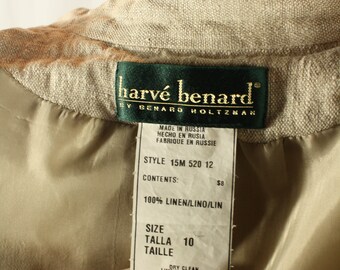 harvé benard®
BY BENARD HOLTZMAN
MADE IN RUSSIA
HECHO EN RUSIA
FABRIQUE EN RUSSIE
STYLE 15M 520 12
CONTENTS:
100% LINEN/LINO/LIN
SIZE
TALLA 10
TAILLE
DRY CLEAN